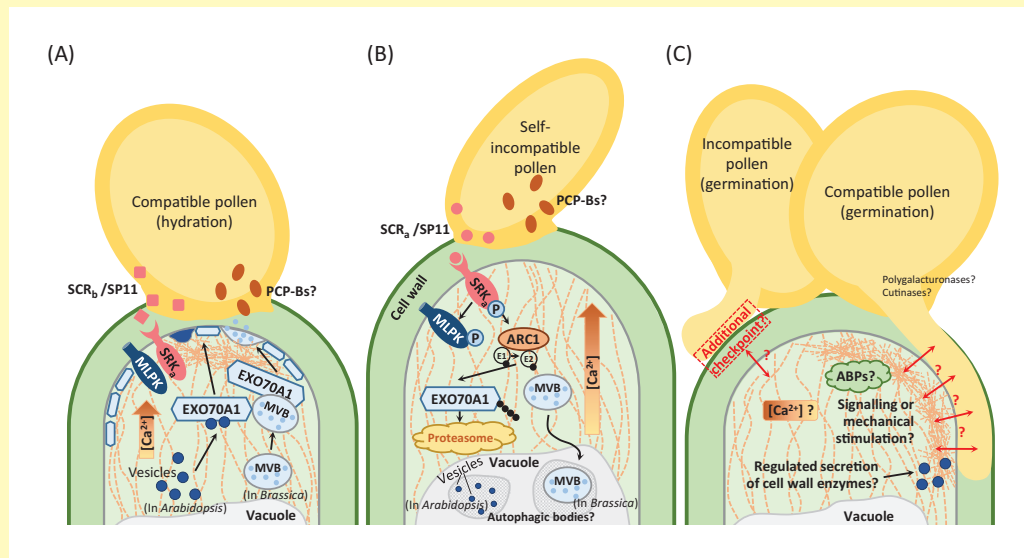 (A)
Compatible pollen
(hydration)
SCRb /SP11
PCP-Bs?
MLPK
SRKa
EXO70A1
EXO70A1
MVB
[Ca²⁺]
Vesicles
(In Arabidopsis)
MVB
(In Brassica)
Vacuole
(B)
Self-
incompatible
pollen
PCP-Bs?
SCRa /SP11
Cell wall
SRKa
P
MLPK
P
ARC1
E1
E2
EXO70A1
MVB
[Ca²⁺]
Proteasome
Vacuole
Vesicles
(In Arabidopsis)
MVB
(In Brassica)
Autophagic bodies?
(C)
Incompatible
pollen
(germination)
Compatible pollen
(germination)
Polygalacturonases?
Cutinases?
Additional
checkpoint?
?
ABPs?
?
?
?
[Ca²⁺] ?
Signalling or
mechanical
stimulation?
Regulated secretion
of cell wall enzymes?
Vacuole